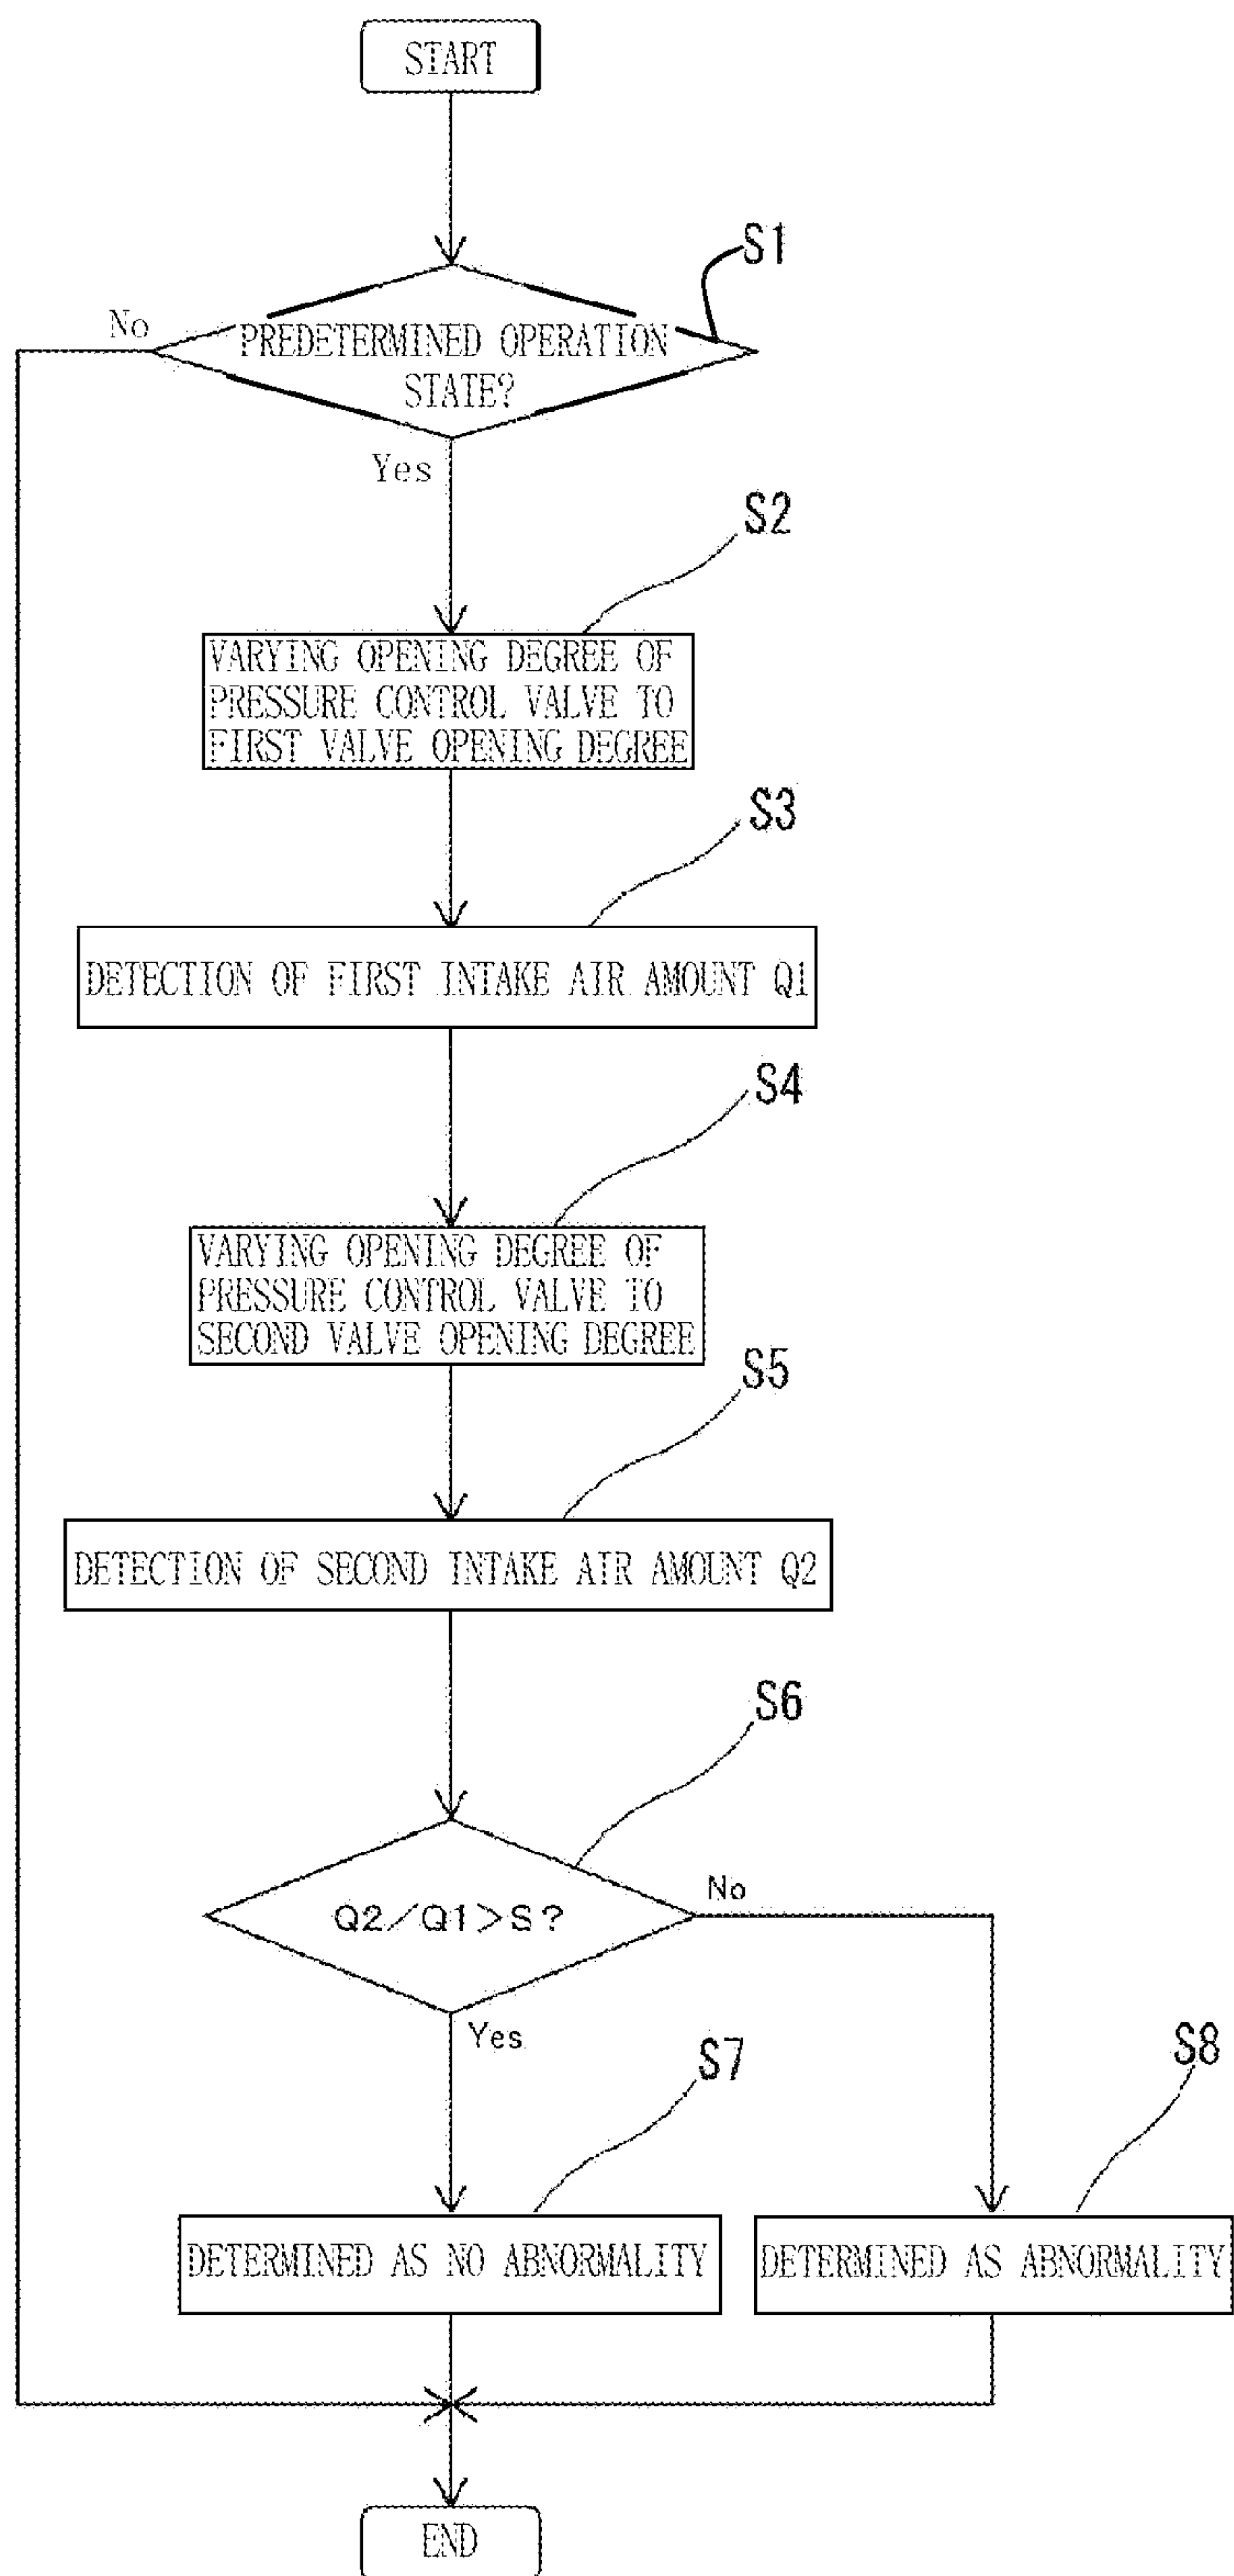 START
S1
No
PREDETERMINED OPERATION
STATE?
Yes
S2
VARYING OPENING DEGREE OF
PRESSURE CONTROL VALVE TO
FIRST VALVE OPENING DEGREE
S3
DETECTION OF FIRST INTAKE AIR AMOUNT Q1
S4
VARYING OPENING DEGREE OF
PRESSURE CONTROL VALVE TO
SECOND VALVE OPENING DEGREE
S5
DETECTION OF SECOND INTAKE AIR AMOUNT Q2
S6
Q2/Q1>S?
No
Yes
S7
S8
DETERMINED AS NO ABNORMALITY
DETERMINED AS ABNORMALITY
END